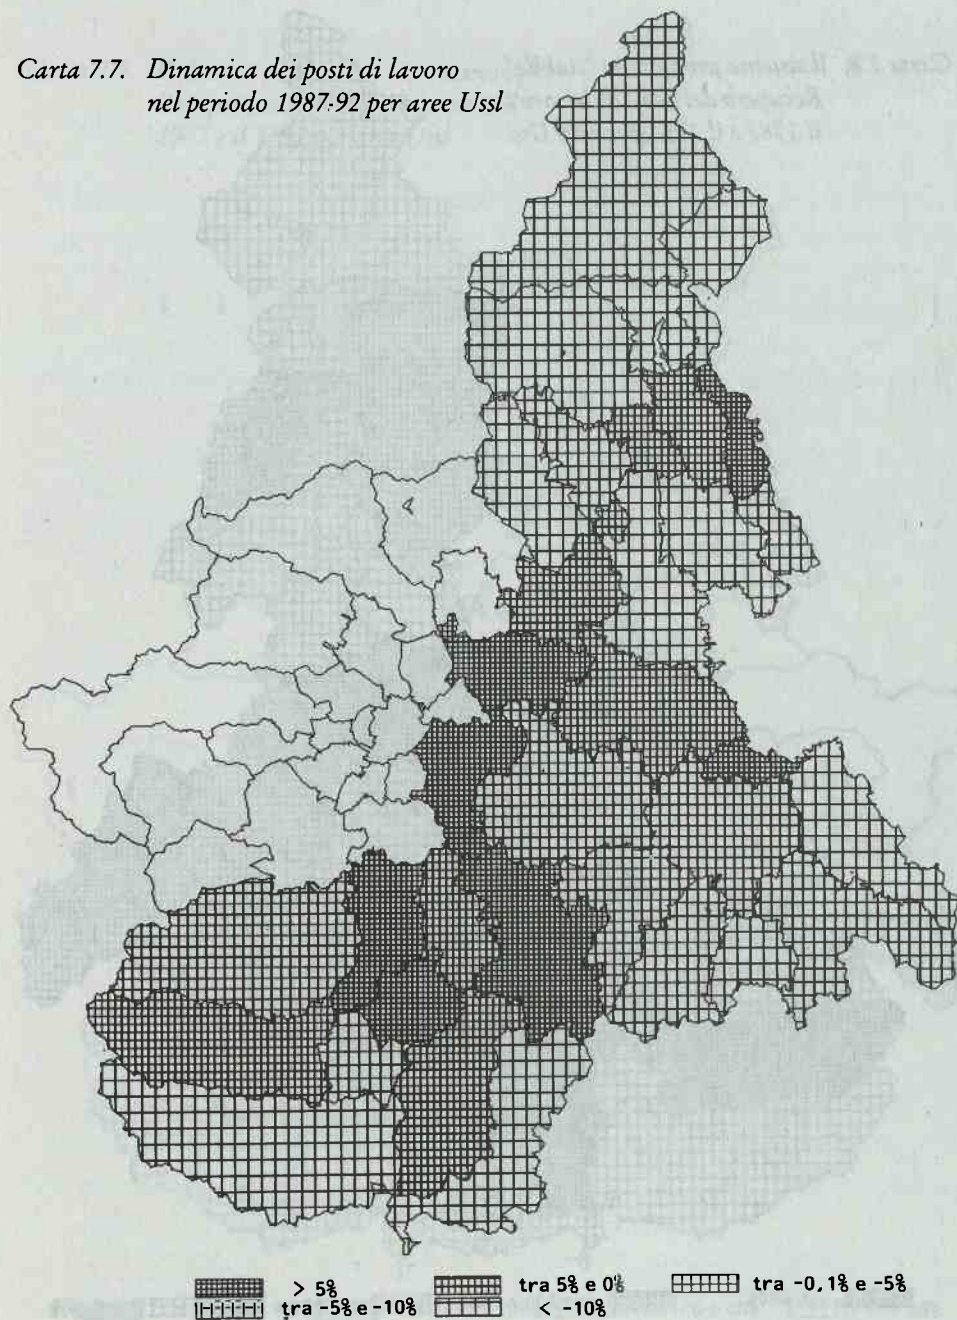 Carta 7.7. Dinamica dei posti di lavoro
nel periodo 1987-92 per aree Ussl
> 5% tra 5% e 0% tra -0,1% e -5%
tra -5% e -10% < -10%